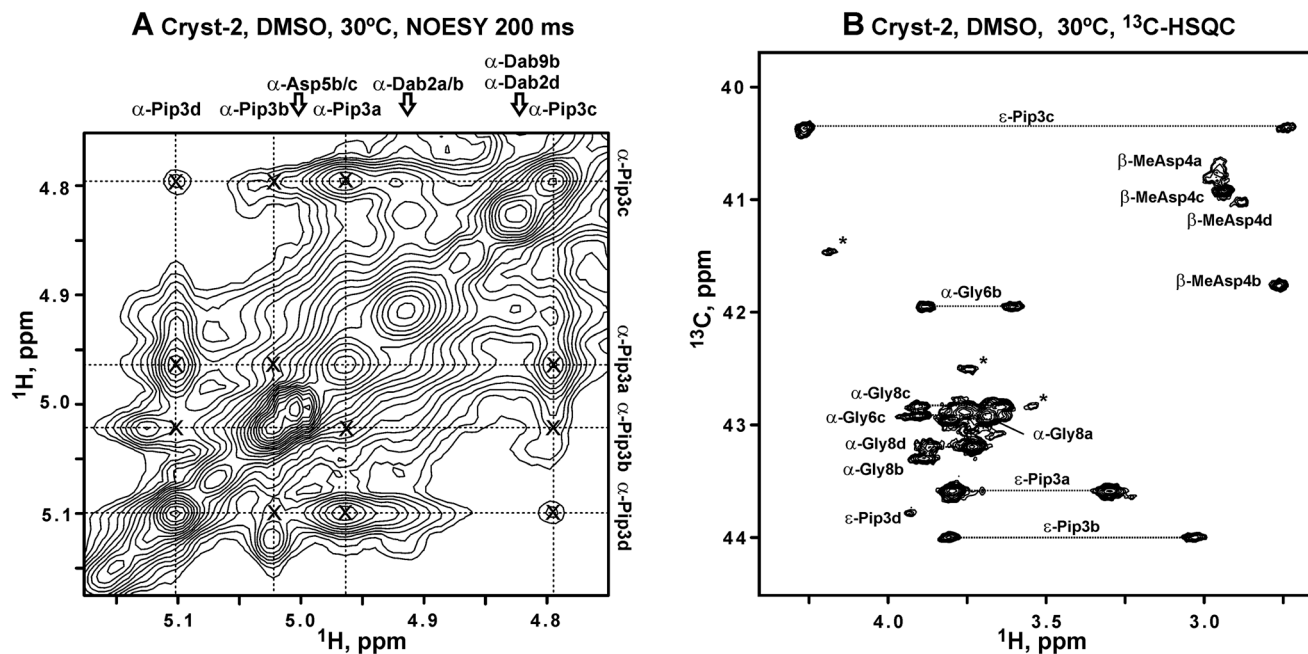 A Cryst-2, DMSO, 30ºC, NOESY 200 ms
α-Dab9b
α-Asp5b/c α-Dab2a/b α-Dab2d
α-Pip3d α-Pip3b α-Pip3a α-Pip3c
4.8
4.9
5.0
5.1
¹H, ppm
α-Pip3c
α-Pip3a
α-Pip3b
α-Pip3d
5.1 5.0 4.9 4.8
¹H, ppm
B Cryst-2, DMSO, 30ºC, ¹³C-HSQC
40
41
42
43
44
¹³C, ppm
ε-Pip3c
β-MeAsp4a
β-MeAsp4c
β-MeAsp4d
*
β-MeAsp4b
α-Gly6b
*
α-Gly8c
*
α-Gly6c
α-Gly8a
α-Gly8d
α-Gly8b
ε-Pip3a
ε-Pip3d
ε-Pip3b
4.0 3.5 3.0
¹H, ppm